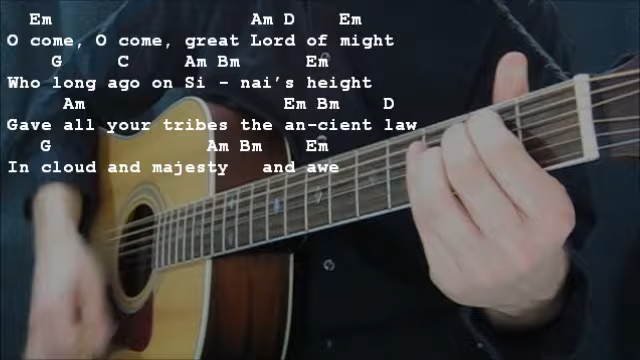 Em Am D Em
O come, O come, great Lord of might
G C Am Bm Em
Who long ago on Si - nai's height
Am Em Bm D
Gave all your tribes the an-cient law
G Am Bm Em
In cloud and majesty and awe